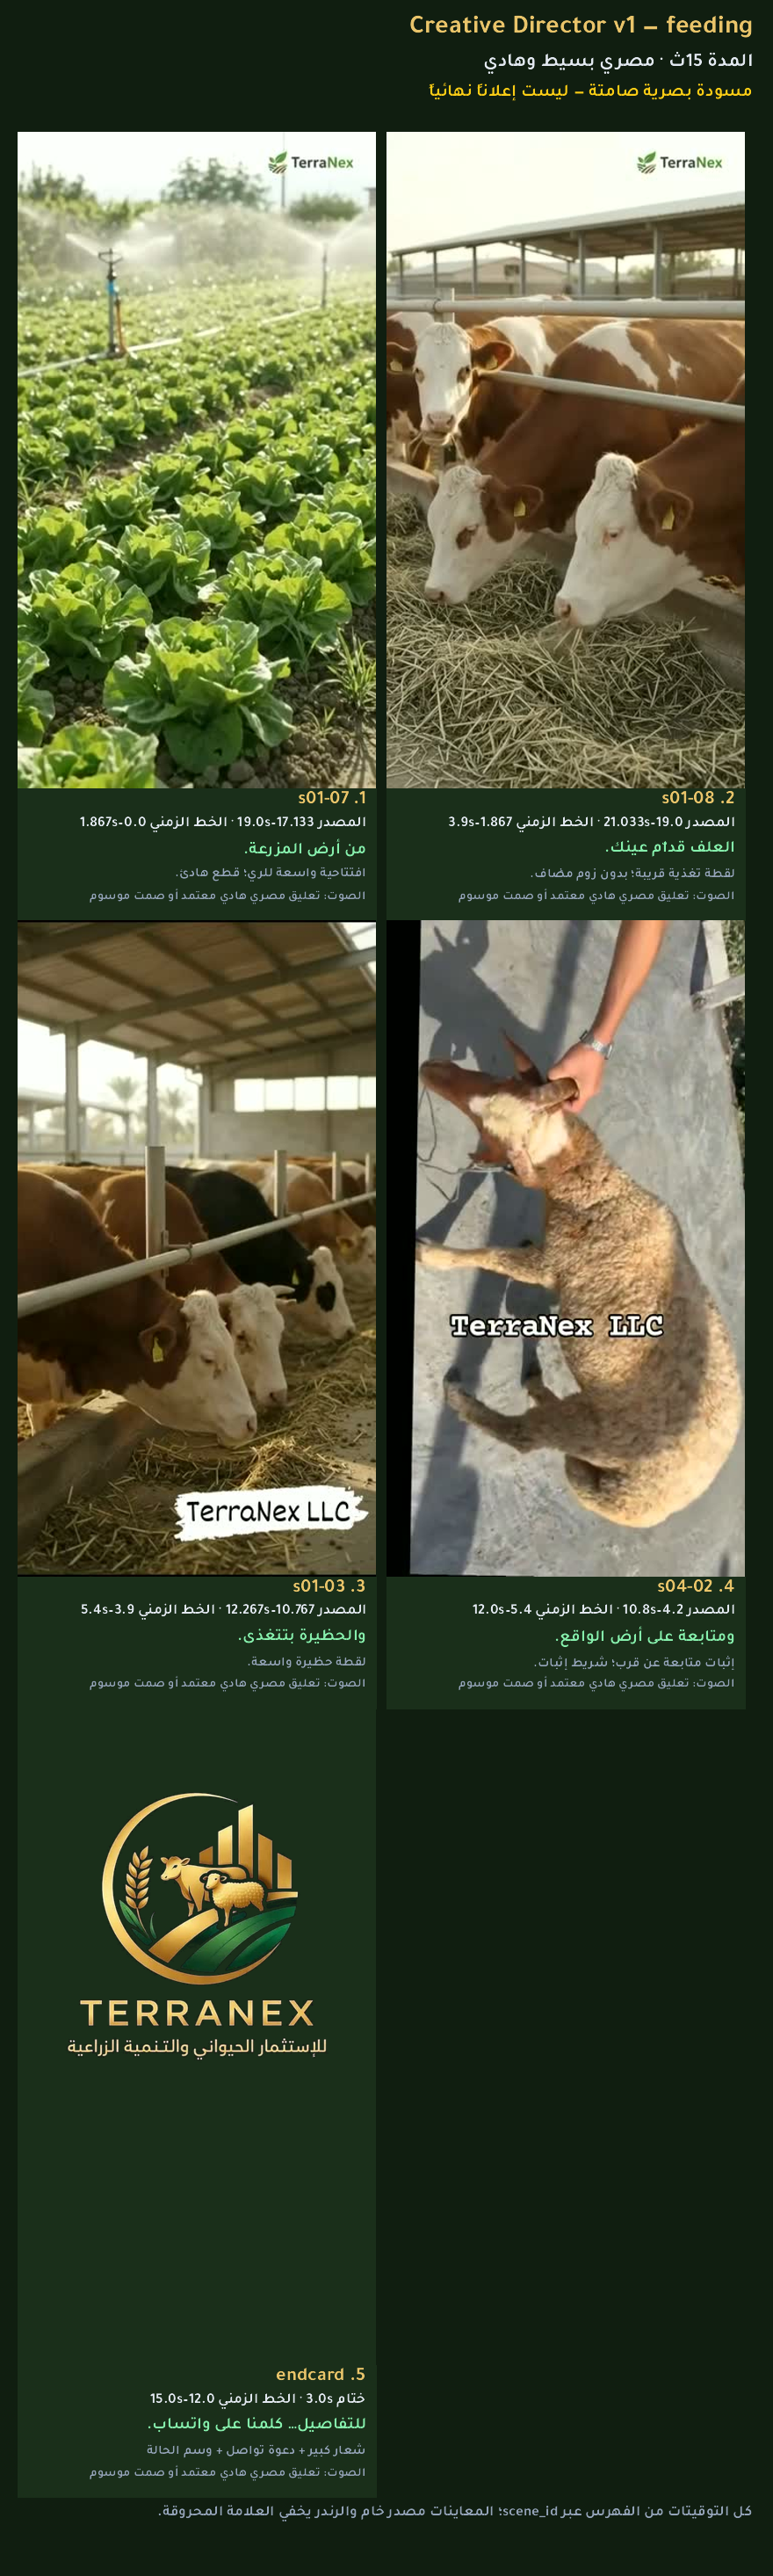 Creative Director v1 — feeding
المدة 15ث · مصري بسيط وهادي
مسودة بصرية صامتة — ليست إعلاناً نهائياً
TerraNex
1. s01-07
المصدر 17.133–19.0s · الخط الزمني 0.0–1.867s
من أرض المزرعة.
افتتاحية واسعة للري؛ قطع هادئ.
الصوت: تعليق مصري هادي معتمد أو صمت موسوم
TerraNex
2. s01-08
المصدر 19.0–21.033s · الخط الزمني 1.867–3.9s
العلف قدام عينك.
لقطة تغذية قريبة؛ بدون زوم مضاف.
الصوت: تعليق مصري هادي معتمد أو صمت موسوم
TerraNex LLC
3. s01-03
المصدر 10.767–12.267s · الخط الزمني 3.9–5.4s
والحظيرة بتتغذى.
لقطة حظيرة واسعة.
الصوت: تعليق مصري هادي معتمد أو صمت موسوم
TerraNex LLC
4. s04-02
المصدر 4.2–10.8s · الخط الزمني 5.4–12.0s
ومتابعة على أرض الواقع.
إثبات متابعة عن قرب؛ شريط إثبات.
الصوت: تعليق مصري هادي معتمد أو صمت موسوم
TERRANEX
للإستثمار الحيواني والتنمية الزراعية
5. endcard
ختام 3.0s · الخط الزمني 12.0–15.0s
للتفاصيل… كلمنا على واتساب.
شعار كبير + دعوة تواصل + وسم الحالة
الصوت: تعليق مصري هادي معتمد أو صمت موسوم
كل التوقيتات من الفهرس عبر scene_id؛ المعاينات مصدر خام والرندر يخفي العلامة المحروقة.